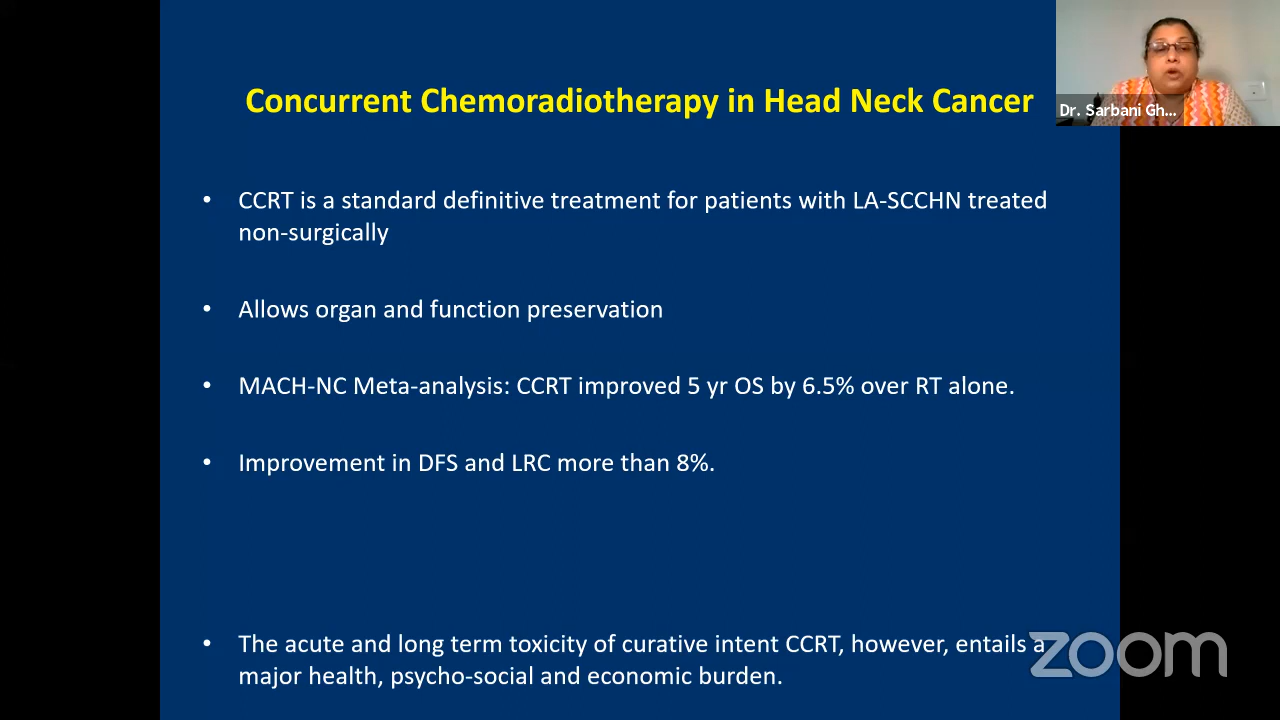 Concurrent Chemoradiotherapy in Head Neck Cancer
Dr. Sarbani Gh...
• CCRT is a standard definitive treatment for patients with LA-SCCHN treated
non-surgically
• Allows organ and function preservation
• MACH-NC Meta-analysis: CCRT improved 5 yr OS by 6.5% over RT alone.
• Improvement in DFS and LRC more than 8%.
• The acute and long term toxicity of curative intent CCRT, however, entails a
major health, psycho-social and economic burden.
zoom